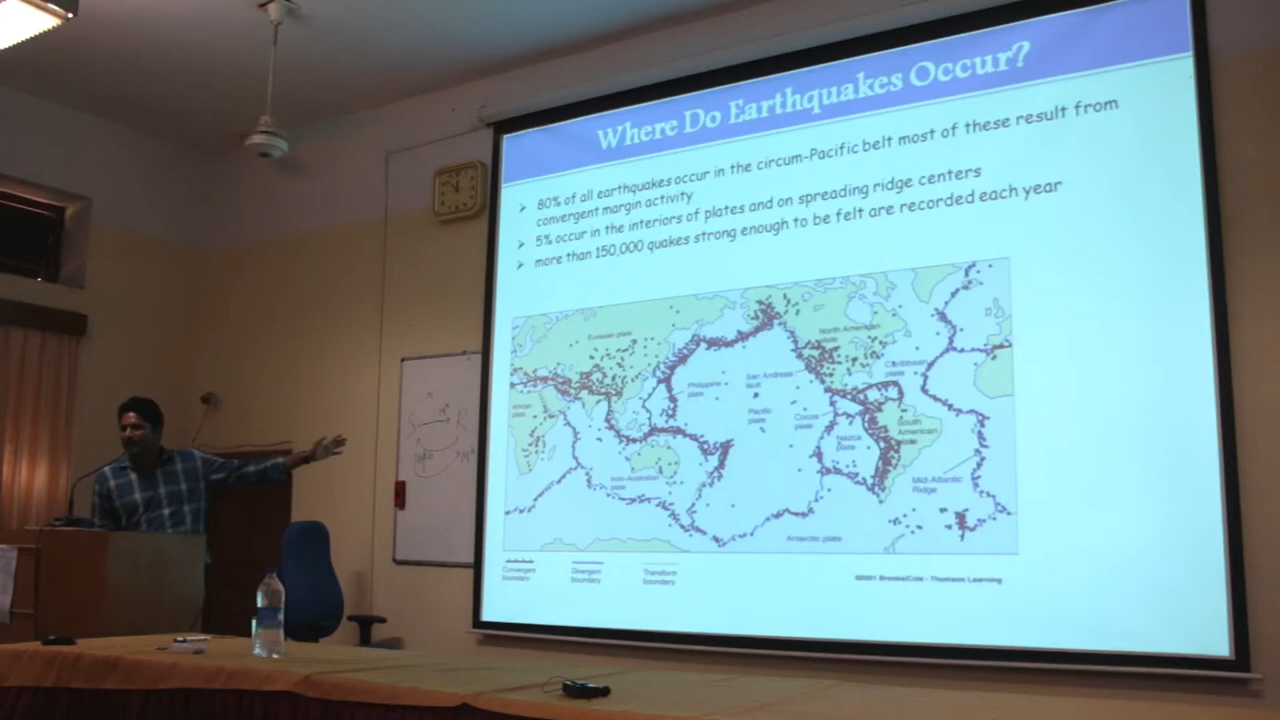 Where Do Earthquakes Occur?
➢ 80% of all earthquakes occur in the circum-Pacific belt most of these result from
convergent margin activity
➢ 5% occur in the interiors of plates and on spreading ridge centers
➢ more than 150,000 quakes strong enough to be felt are recorded each year
Eurasian plate
North American
plate
Caribbean
plate
San Andreas
fault
Philippine
plate
African
plate
Pacific
plate
Cocos
plate
South
American
plate
Nazca
plate
Indo-Australian
plate
Mid-Atlantic
Ridge
Antarctic plate
Convergent
boundary
Divergent
boundary
Transform
boundary
©2001 Brooks/Cole - Thomson Learning